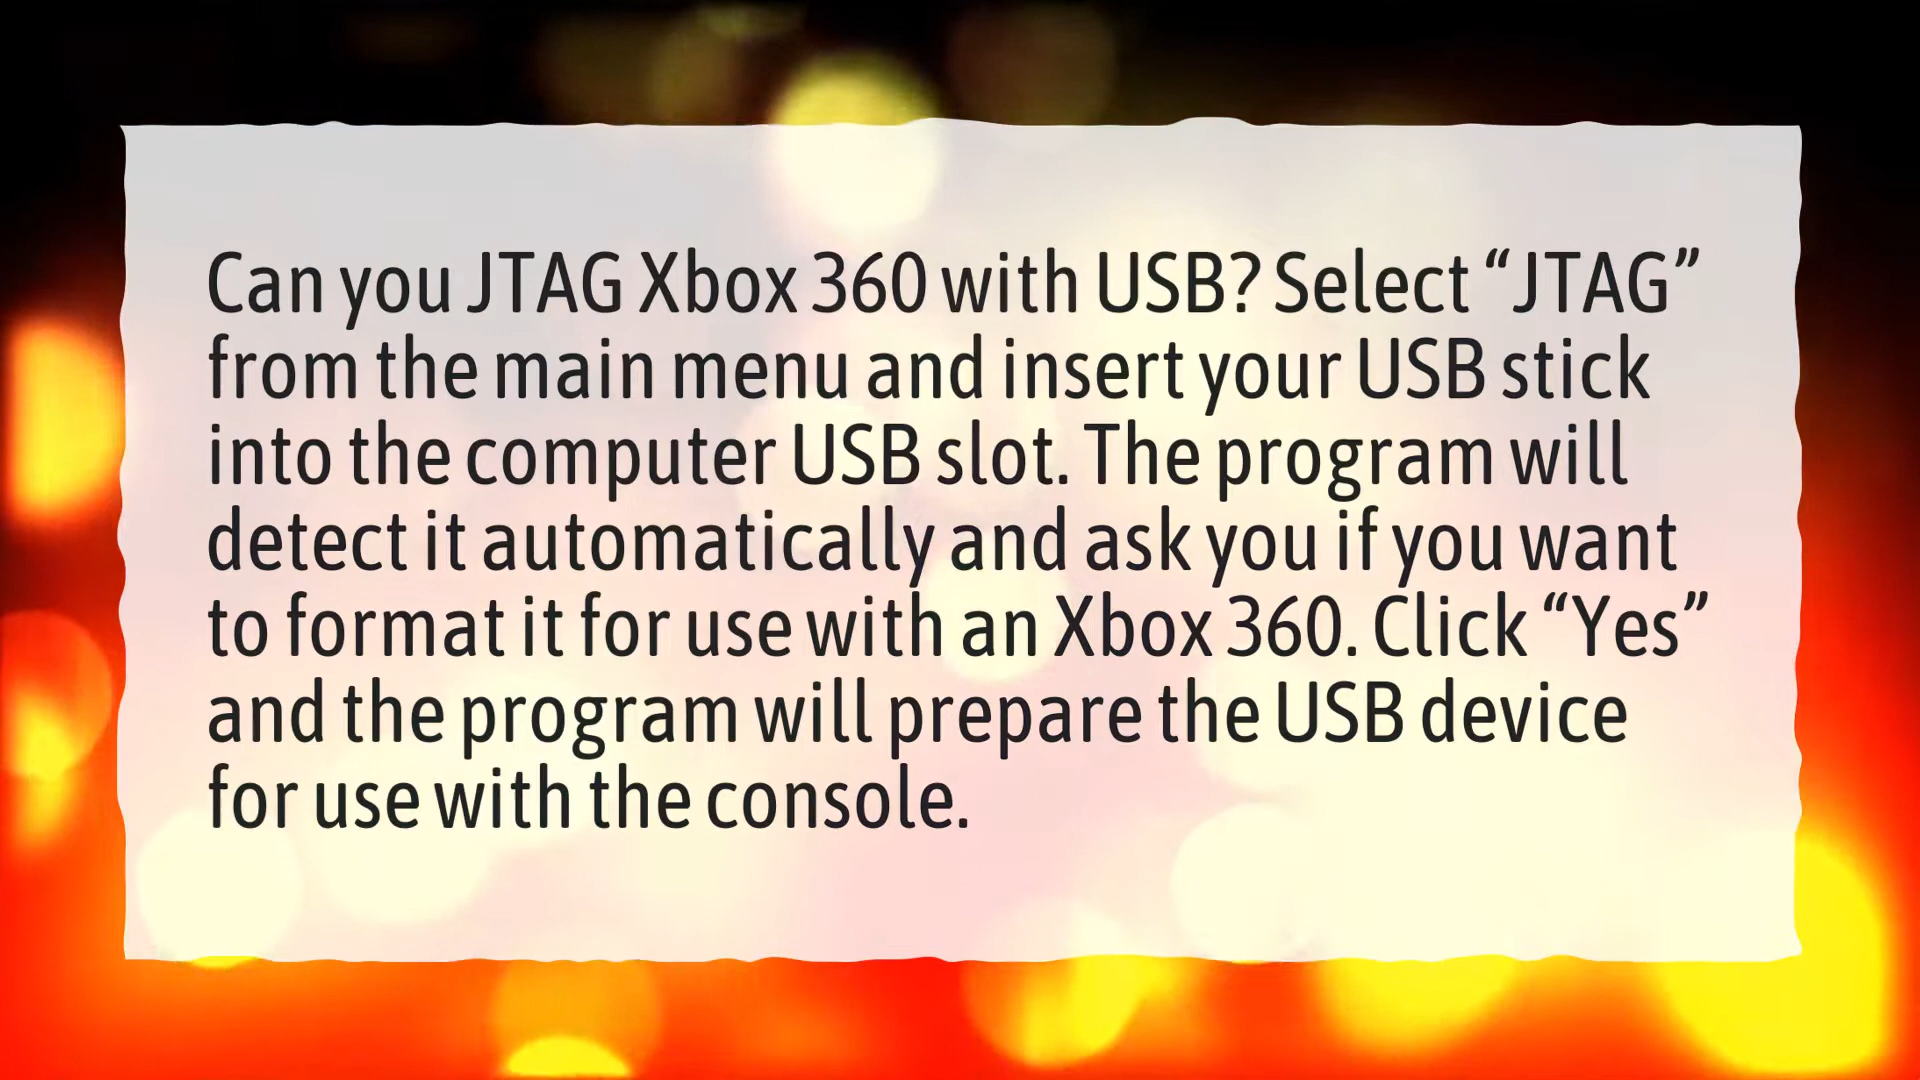 Can you JTAG Xbox 360 with USB? Select “JTAG”
from the main menu and insert your USB stick
into the computer USB slot. The program will
detect it automatically and ask you if you want
to format it for use with an Xbox 360. Click “Yes”
and the program will prepare the USB device
for use with the console.